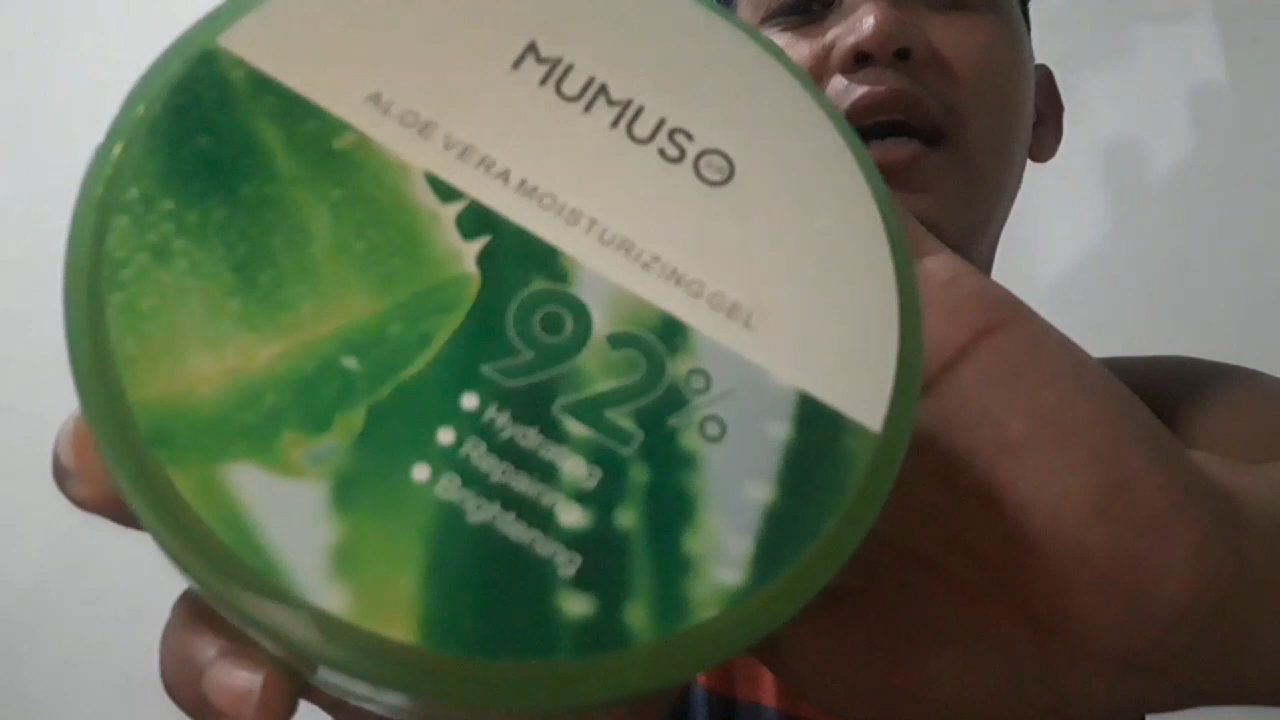 MUMUSO
ALOE VERA MOISTURIZING GEL
92%
Hydrating
Repairing
Brightening